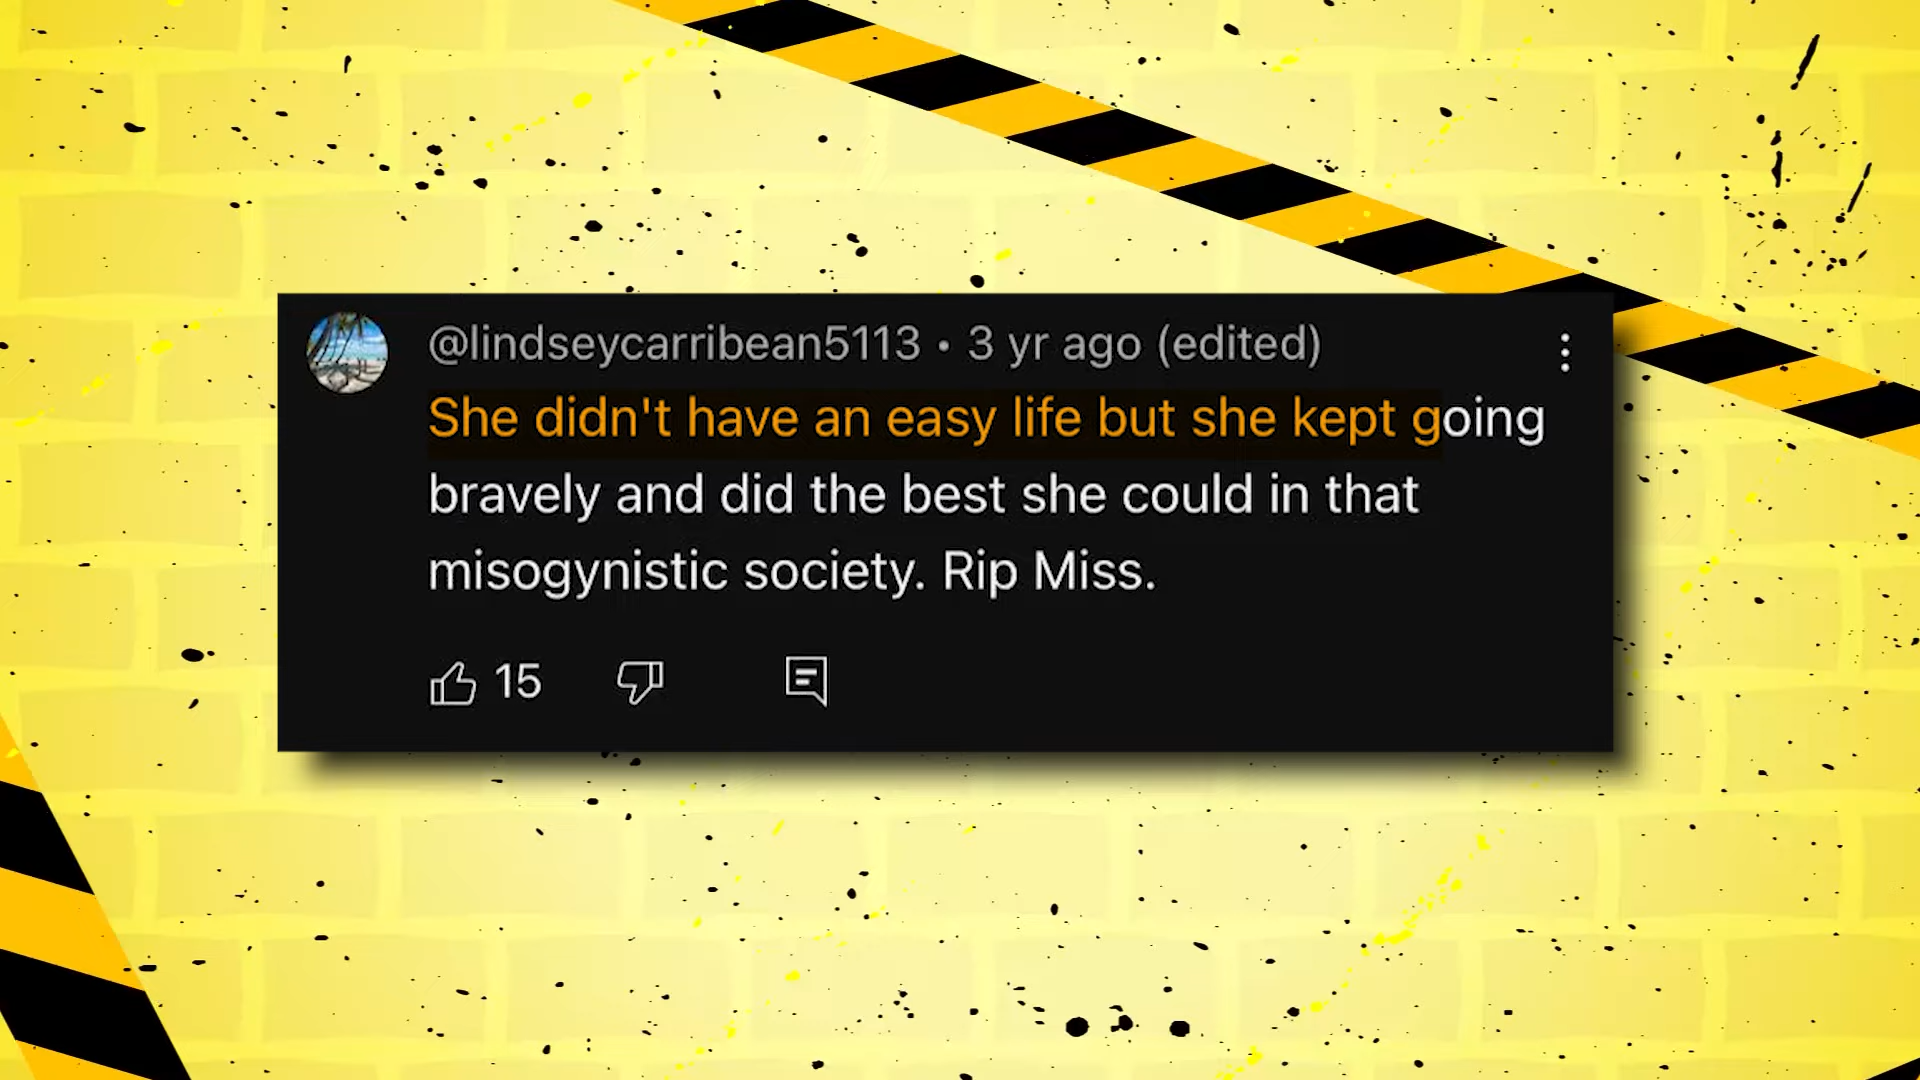 @lindseycarribean5113 • 3 yr ago (edited)
She didn't have an easy life but she kept going
bravely and did the best she could in that
misogynistic society. Rip Miss.
15